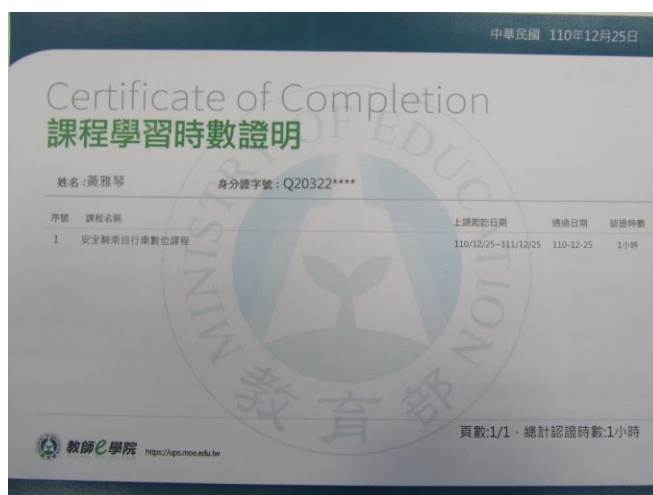 中華民國 110年12月25日
Certificate of Completion
課程學習時數證明
姓名:黃雅琴 身分證字號:Q20322****
序號 課程名稱 上課起訖日期 通過日期 認證時數
1 安全騎乘自行車數位課程 110/12/25~111/12/25 110-12-25 1小時
MINISTRY OF EDUCATION
教育部
頁數:1/1,總計認證時數:1小時
教師e學院 https://ups.moe.edu.tw